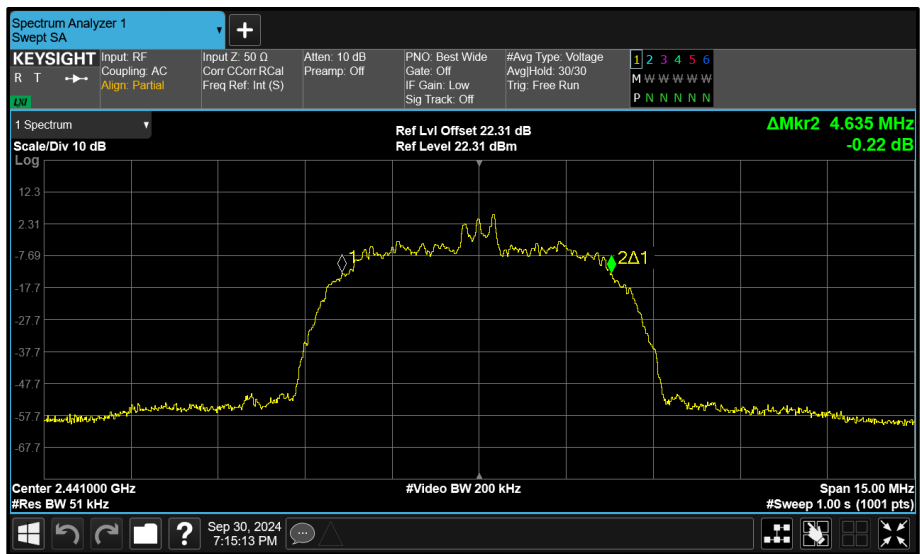 Spectrum Analyzer 1
Swept SA
KEYSIGHT
R T
LXI
Input: RF
Coupling: AC
Align: Partial
Input Z: 50 Ω
Corr CCorr RCal
Freq Ref: Int (S)
Atten: 10 dB
Preamp: Off
PNO: Best Wide
Gate: Off
IF Gain: Low
Sig Track: Off
#Avg Type: Voltage
Avg|Hold: 30/30
Trig: Free Run
1 2 3 4 5 6
M W W W W W
P N N N N N
1 Spectrum
Scale/Div 10 dB
Ref Lvl Offset 22.31 dB
Ref Level 22.31 dBm
ΔMkr2 4.635 MHz
-0.22 dB
Log
12.3
2.31
-7.69
-17.7
-27.7
-37.7
-47.7
-57.7
-67.7
1
2Δ1
Center 2.441000 GHz
#Video BW 200 kHz
Span 15.00 MHz
#Res BW 51 kHz
#Sweep 1.00 s (1001 pts)
?
Sep 30, 2024
7:15:13 PM